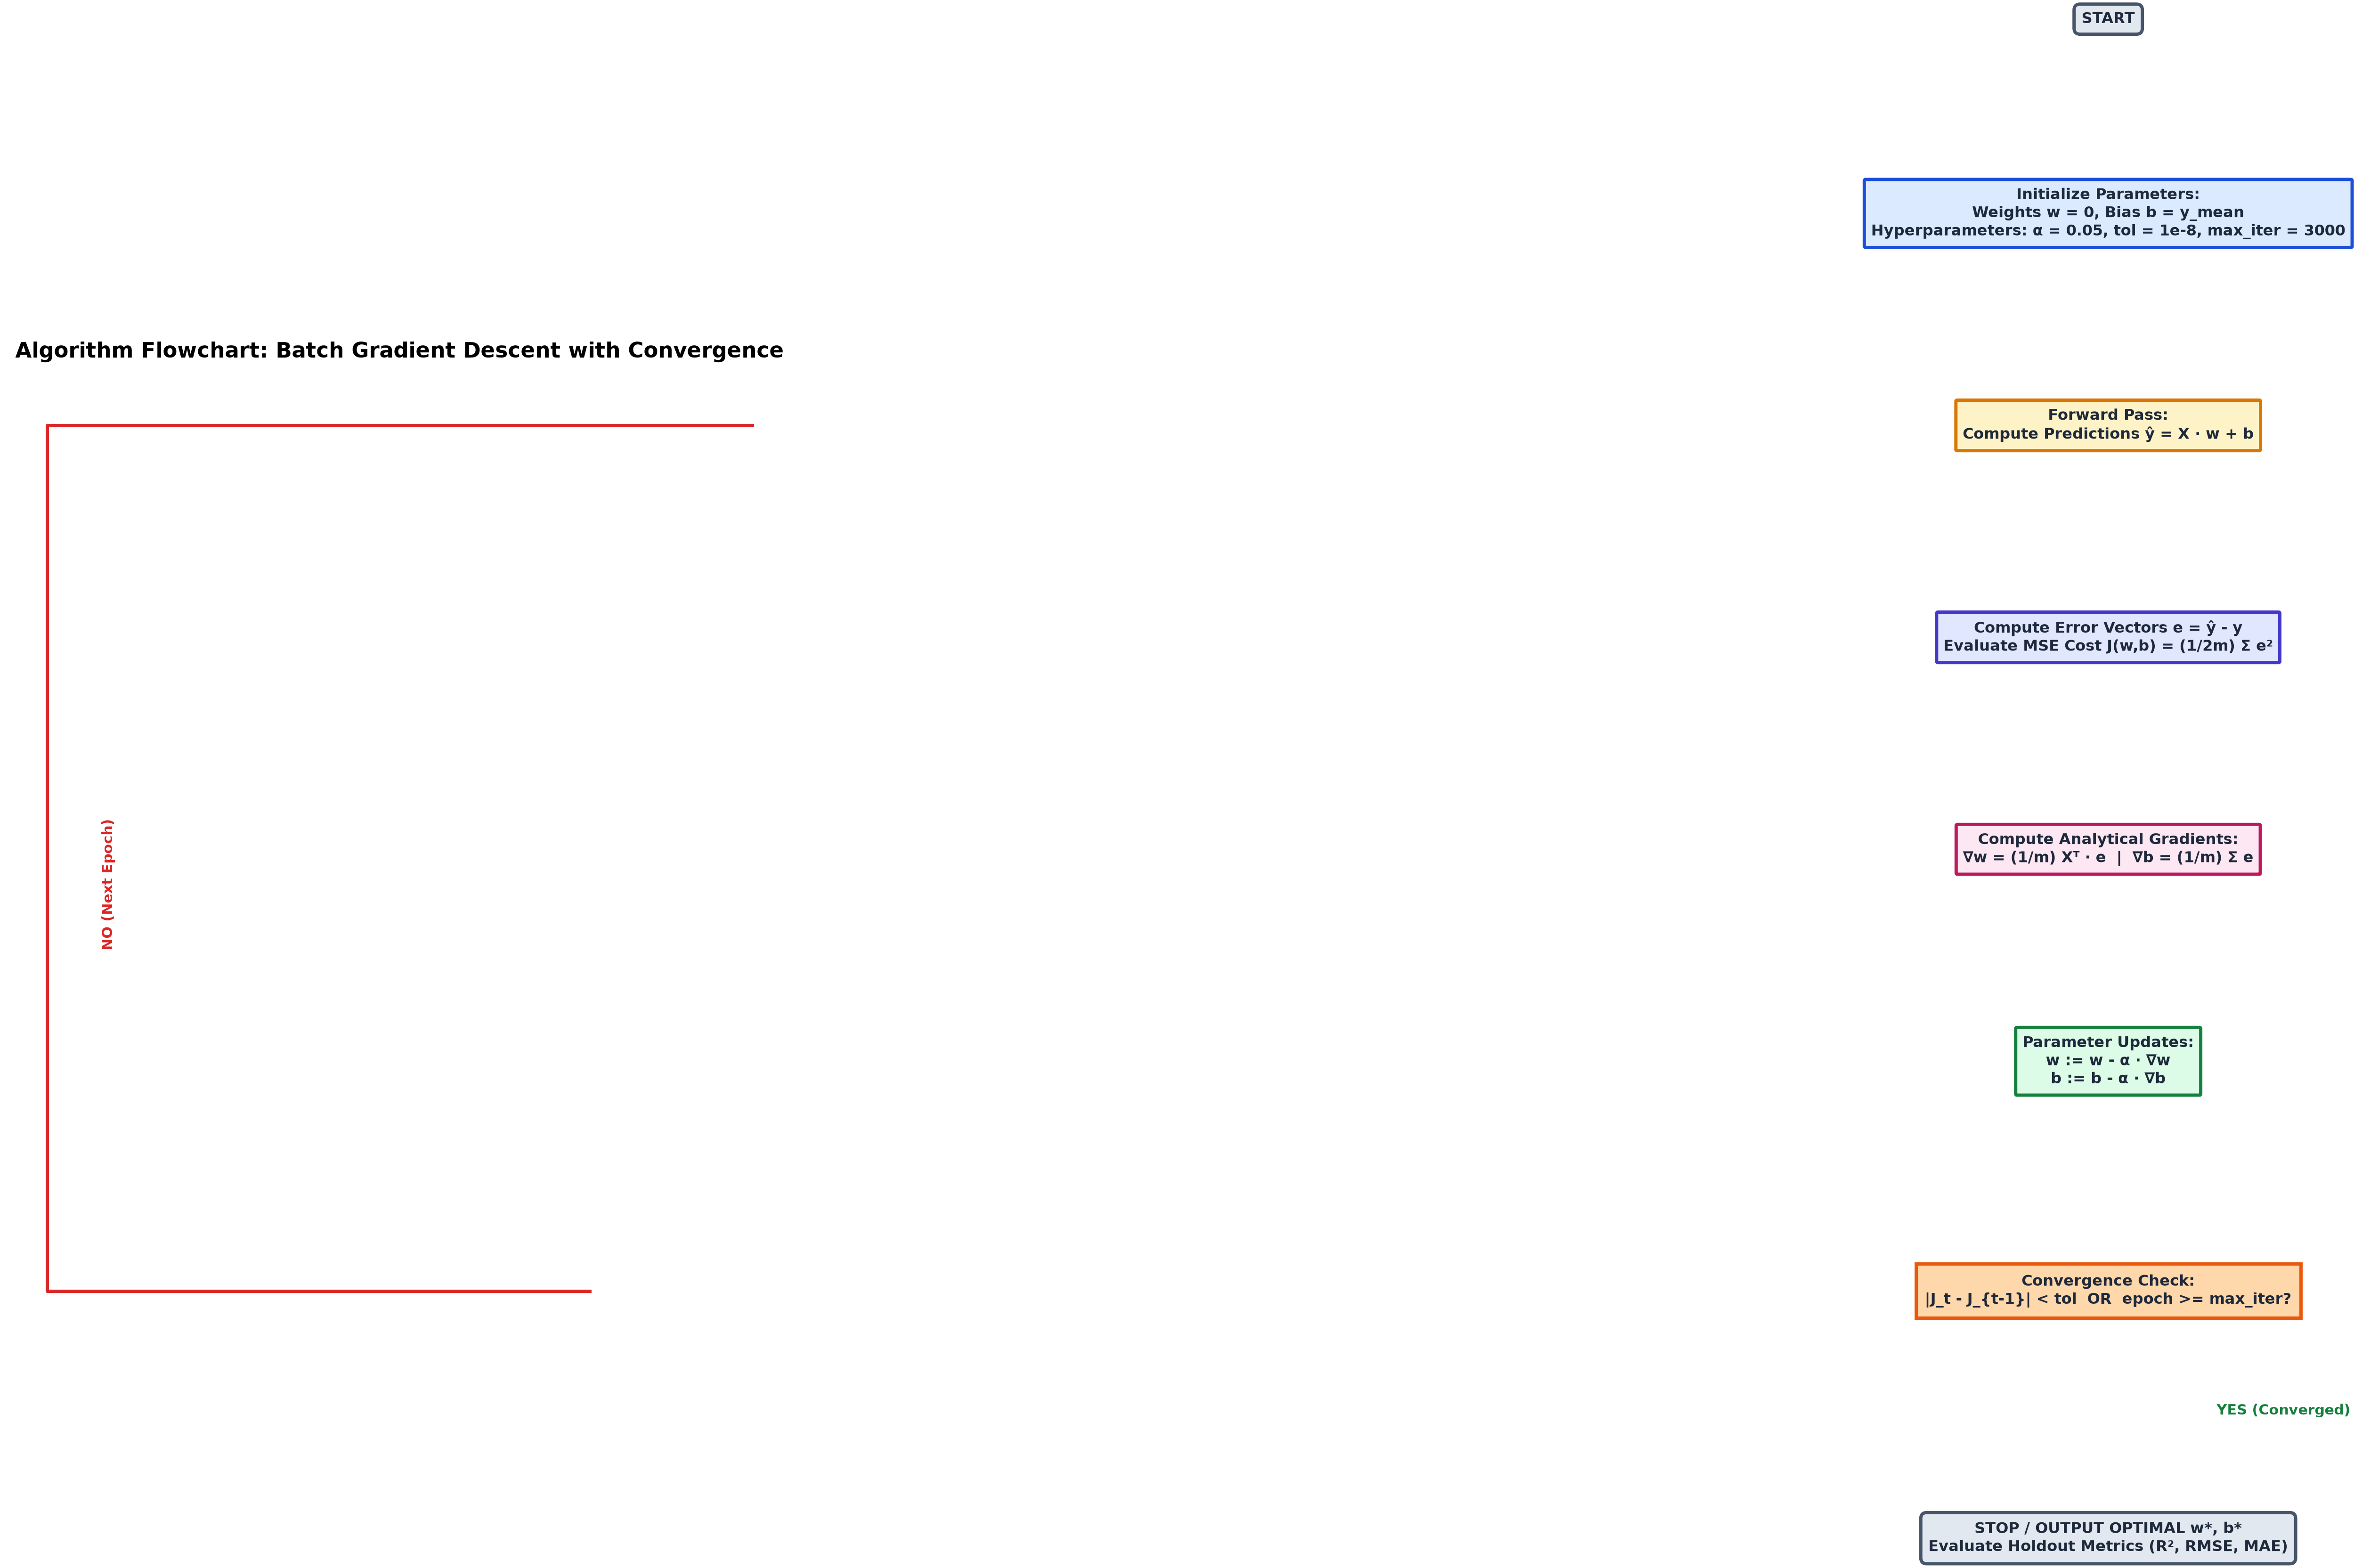 START
Initialize Parameters:
Weights w = 0, Bias b = y_mean
Hyperparameters: α = 0.05, tol = 1e-8, max_iter = 3000
Algorithm Flowchart: Batch Gradient Descent with Convergence
Forward Pass:
Compute Predictions ŷ = X · w + b
Compute Error Vectors e = ŷ - y
Evaluate MSE Cost J(w,b) = (1/2m) Σ e²
NO (Next Epoch)
Compute Analytical Gradients:
∇w = (1/m) Xᵀ · e  |  ∇b = (1/m) Σ e
Parameter Updates:
w := w - α · ∇w
b := b - α · ∇b
Convergence Check:
|J_t - J_{t-1}| < tol  OR  epoch >= max_iter?
YES (Converged)
STOP / OUTPUT OPTIMAL w*, b*
Evaluate Holdout Metrics (R², RMSE, MAE)